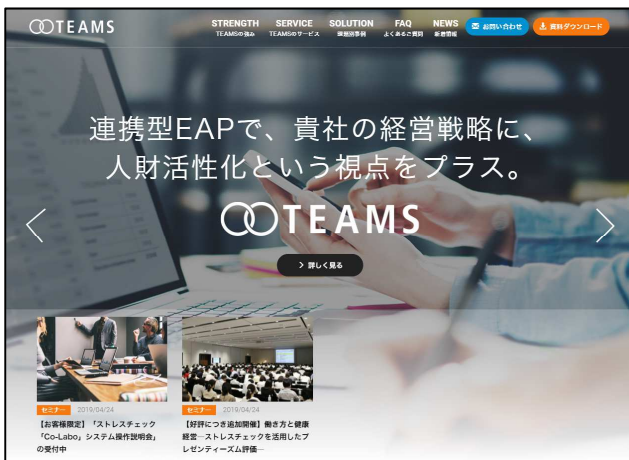 TEAMS
STRENGTH SERVICE SOLUTION FAQ NEWS
TEAMSの強み TEAMSのサービス 課題別事例 よくあるご質問 新着情報
お問い合わせ 資料ダウンロード
連携型EAPで、貴社の経営戦略に、
人財活性化という視点をプラス。
TEAMS
詳しく見る
セミナー 2019/04/24
【お客様限定】「ストレスチェック
「Co-Labo」システム操作説明会」
の受付中
セミナー 2019/04/24
【好評につき追加開催】働き方と健康
経営―ストレスチェックを活用したプ
レゼンティーズム評価―